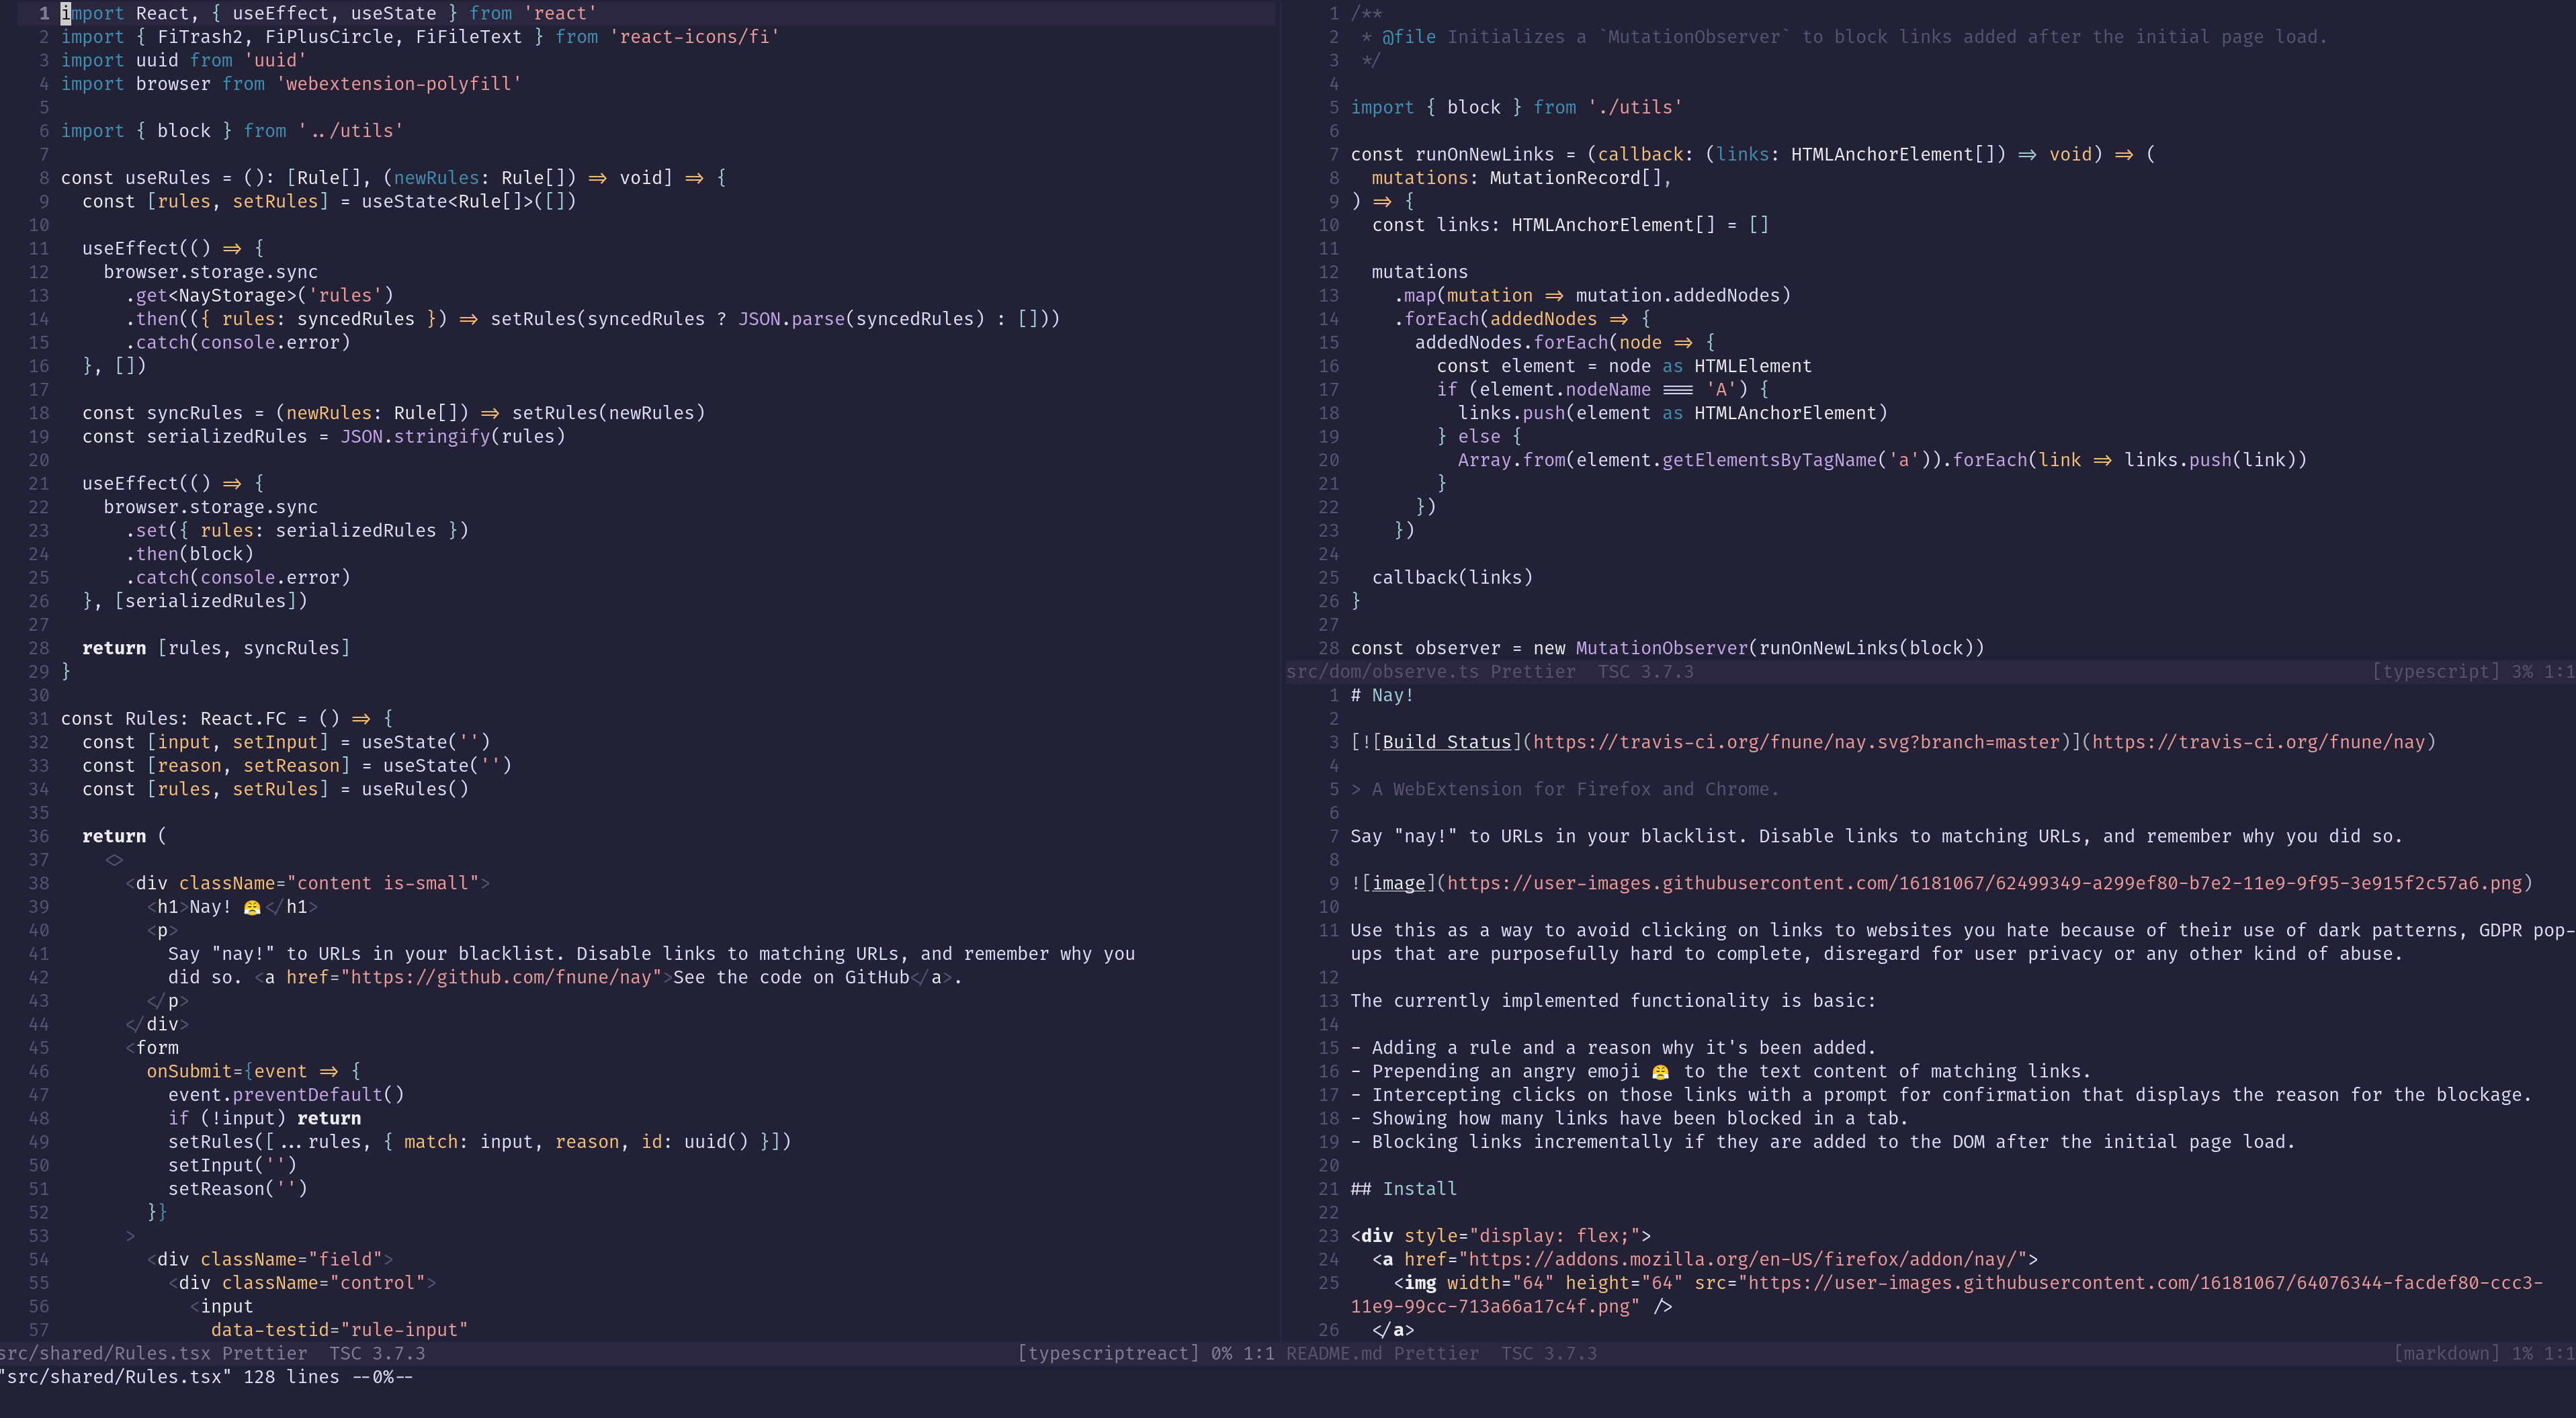 1 import React, { useEffect, useState } from 'react'
2 import { FiTrash2, FiPlusCircle, FiFileText } from 'react-icons/fi'
3 import uuid from 'uuid'
4 import browser from 'webextension-polyfill'
5
6 import { block } from '../utils'
7
8 const useRules = (): [Rule[], (newRules: Rule[]) => void] => {
9   const [rules, setRules] = useState<Rule[]>([])
10
11   useEffect(() => {
12     browser.storage.sync
13       .get<NayStorage>('rules')
14       .then(({ rules: syncedRules }) => setRules(syncedRules ? JSON.parse(syncedRules) : []))
15       .catch(console.error)
16   }, [])
17
18   const syncRules = (newRules: Rule[]) => setRules(newRules)
19   const serializedRules = JSON.stringify(rules)
20
21   useEffect(() => {
22     browser.storage.sync
23       .set({ rules: serializedRules })
24       .then(block)
25       .catch(console.error)
26   }, [serializedRules])
27
28   return [rules, syncRules]
29 }
30
31 const Rules: React.FC = () => {
32   const [input, setInput] = useState('')
33   const [reason, setReason] = useState('')
34   const [rules, setRules] = useRules()
35
36   return (
37     <>
38       <div className="content is-small">
39         <h1>Nay! 😤</h1>
40         <p>
41           Say "nay!" to URLs in your blacklist. Disable links to matching URLs, and remember why you
42           did so. <a href="https://github.com/fnune/nay">See the code on GitHub</a>.
43         </p>
44       </div>
45       <form
46         onSubmit={event => {
47           event.preventDefault()
48           if (!input) return
49           setRules([...rules, { match: input, reason, id: uuid() }])
50           setInput('')
51           setReason('')
52         }}
53       >
54         <div className="field">
55           <div className="control">
56             <input
57               data-testid="rule-input"
src/shared/Rules.tsx Prettier  TSC 3.7.3 [typescriptreact] 0% 1:1
"src/shared/Rules.tsx" 128 lines --0%--
1 /**
2  * @file Initializes a `MutationObserver` to block links added after the initial page load.
3  */
4
5 import { block } from './utils'
6
7 const runOnNewLinks = (callback: (links: HTMLAnchorElement[]) => void) => (
8   mutations: MutationRecord[],
9 ) => {
10   const links: HTMLAnchorElement[] = []
11
12   mutations
13     .map(mutation => mutation.addedNodes)
14     .forEach(addedNodes => {
15       addedNodes.forEach(node => {
16         const element = node as HTMLElement
17         if (element.nodeName === 'A') {
18           links.push(element as HTMLAnchorElement)
19         } else {
20           Array.from(element.getElementsByTagName('a')).forEach(link => links.push(link))
21         }
22       })
23     })
24
25   callback(links)
26 }
27
28 const observer = new MutationObserver(runOnNewLinks(block))
src/dom/observe.ts Prettier  TSC 3.7.3 [typescript] 3% 1:1
1 # Nay!
2
3 [![Build Status](https://travis-ci.org/fnune/nay.svg?branch=master)](https://travis-ci.org/fnune/nay)
4
5 > A WebExtension for Firefox and Chrome.
6
7 Say "nay!" to URLs in your blacklist. Disable links to matching URLs, and remember why you did so.
8
9 ![image](https://user-images.githubusercontent.com/16181067/62499349-a299ef80-b7e2-11e9-9f95-3e915f2c57a6.png)
10
11 Use this as a way to avoid clicking on links to websites you hate because of their use of dark patterns, GDPR pop-
ups that are purposefully hard to complete, disregard for user privacy or any other kind of abuse.
12
13 The currently implemented functionality is basic:
14
15 - Adding a rule and a reason why it's been added.
16 - Prepending an angry emoji 😤 to the text content of matching links.
17 - Intercepting clicks on those links with a prompt for confirmation that displays the reason for the blockage.
18 - Showing how many links have been blocked in a tab.
19 - Blocking links incrementally if they are added to the DOM after the initial page load.
20
21 ## Install
22
23 <div style="display: flex;">
24   <a href="https://addons.mozilla.org/en-US/firefox/addon/nay/">
25     <img width="64" height="64" src="https://user-images.githubusercontent.com/16181067/64076344-facdef80-ccc3-
11e9-99cc-713a66a17c4f.png" />
26   </a>
README.md Prettier  TSC 3.7.3 [markdown] 1% 1:1